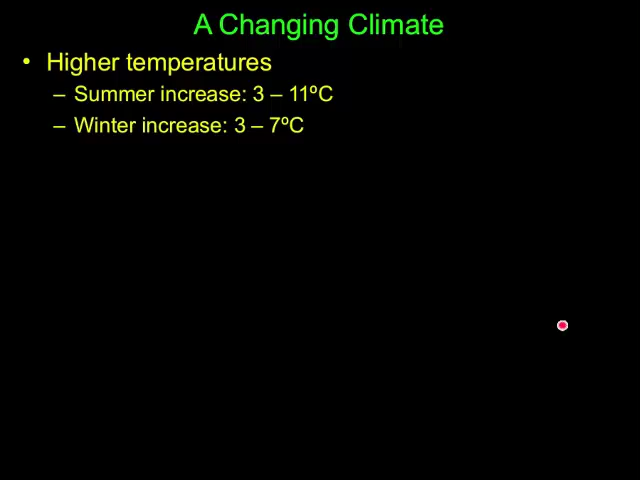 A Changing Climate
• Higher temperatures
– Summer increase: 3 – 11ºC
– Winter increase: 3 – 7ºC